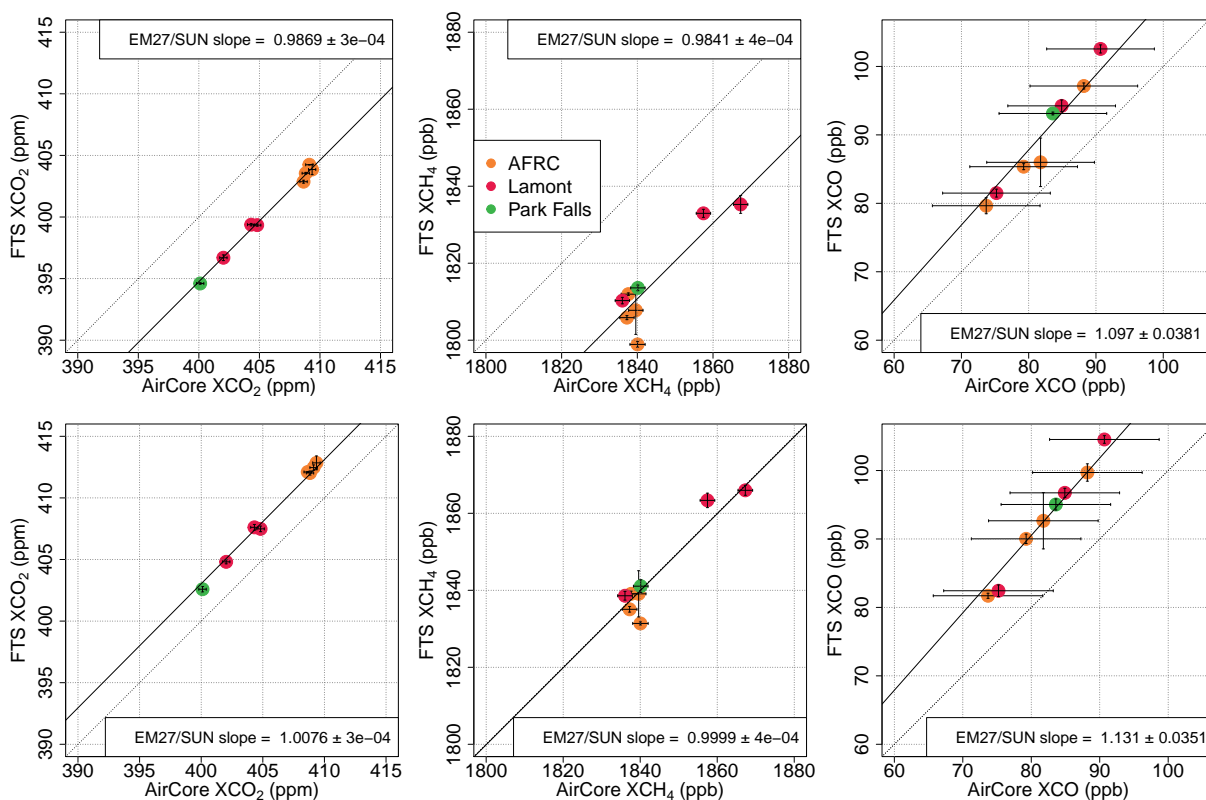 EM27/SUN slope = 0.9869 ± 3e−04
FTS XCO2 (ppm)
390 395 400 405 410 415
390 395 400 405 410 415
AirCore XCO2 (ppm)
EM27/SUN slope = 0.9841 ± 4e−04
AFRC
Lamont
Park Falls
FTS XCH4 (ppb)
1800 1820 1840 1860 1880
1800 1820 1840 1860 1880
AirCore XCH4 (ppb)
EM27/SUN slope = 1.097 ± 0.0381
FTS XCO (ppb)
60 70 80 90 100
60 70 80 90 100
AirCore XCO (ppb)
EM27/SUN slope = 1.0076 ± 3e−04
FTS XCO2 (ppm)
390 395 400 405 410 415
390 395 400 405 410 415
AirCore XCO2 (ppm)
EM27/SUN slope = 0.9999 ± 4e−04
FTS XCH4 (ppb)
1800 1820 1840 1860 1880
1800 1820 1840 1860 1880
AirCore XCH4 (ppb)
EM27/SUN slope = 1.131 ± 0.0351
FTS XCO (ppb)
60 70 80 90 100
60 70 80 90 100
AirCore XCO (ppb)